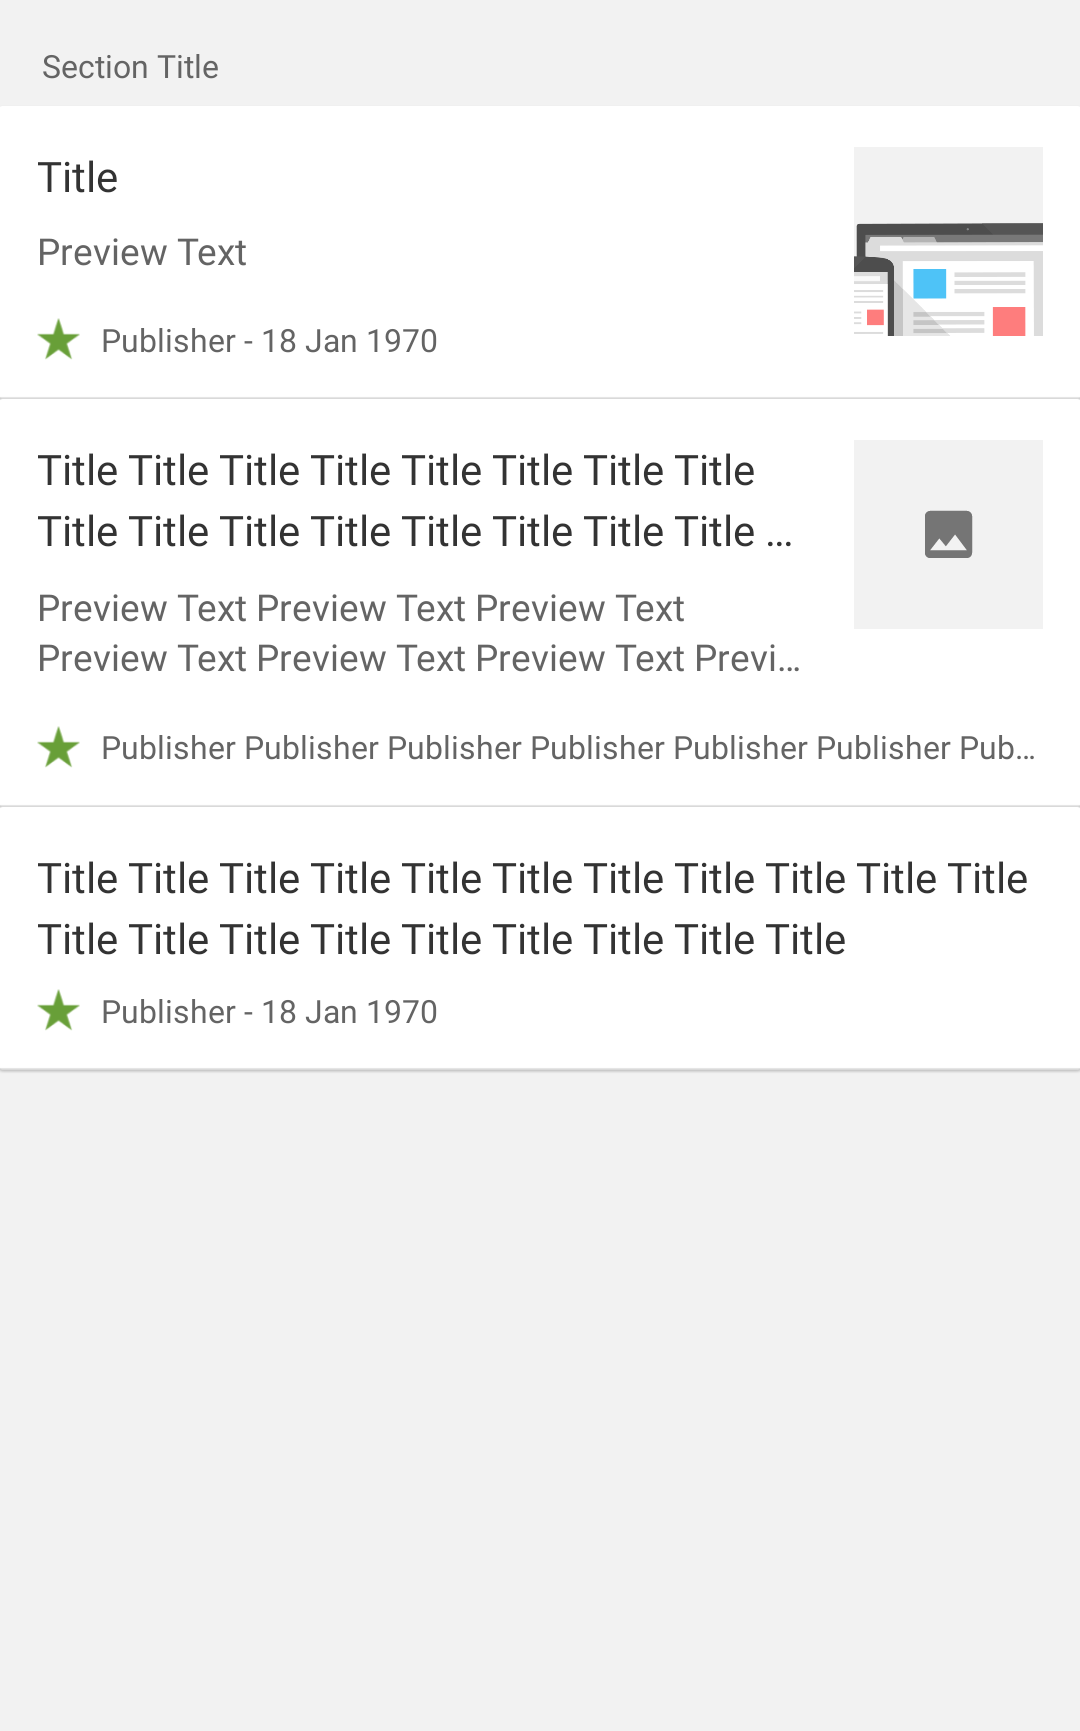 Section Title
Title
Preview Text
Publisher - 18 Jan 1970
Title Title Title Title Title Title Title Title
Title Title Title Title Title Title Title Title ...
Preview Text Preview Text Preview Text
Preview Text Preview Text Preview Text Previ...
Publisher Publisher Publisher Publisher Publisher Publisher Pub...
Title Title Title Title Title Title Title Title Title Title Title
Title Title Title Title Title Title Title Title Title
Publisher - 18 Jan 1970